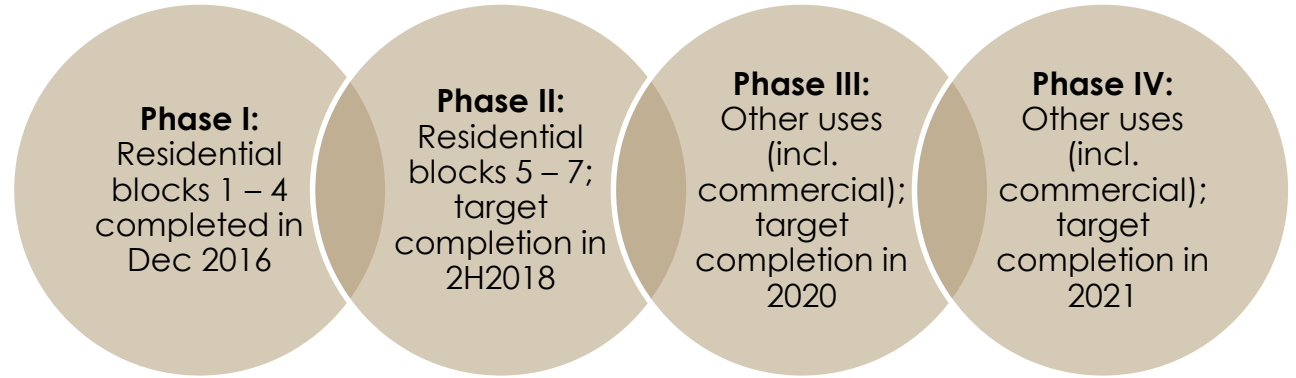 Phase I:
Residential
blocks 1 – 4
completed in
Dec 2016
Phase II:
Residential
blocks 5 – 7;
target
completion in
2H2018
Phase III:
Other uses
(incl.
commercial);
target
completion in
2020
Phase IV:
Other uses
(incl.
commercial);
target
completion in
2021